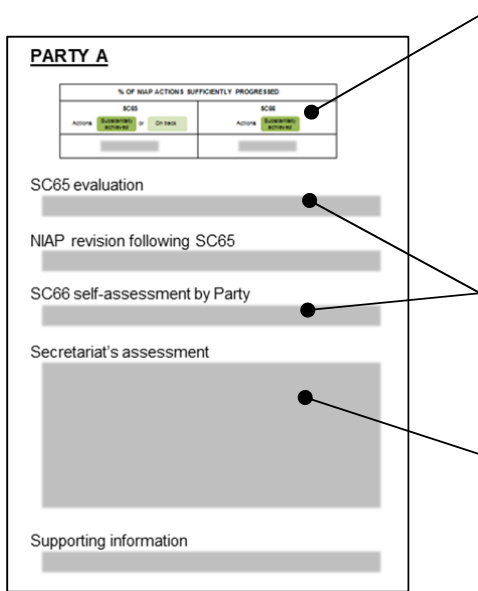 PARTY A
% OF NIAP ACTIONS SUFFICIENTLY PROGRESSED
SC65 SC66
Actions Substantially achieved or On track Actions Substantially achieved
SC65 evaluation
NIAP revision following SC65
SC66 self-assessment by Party
Secretariat's assessment
Supporting information